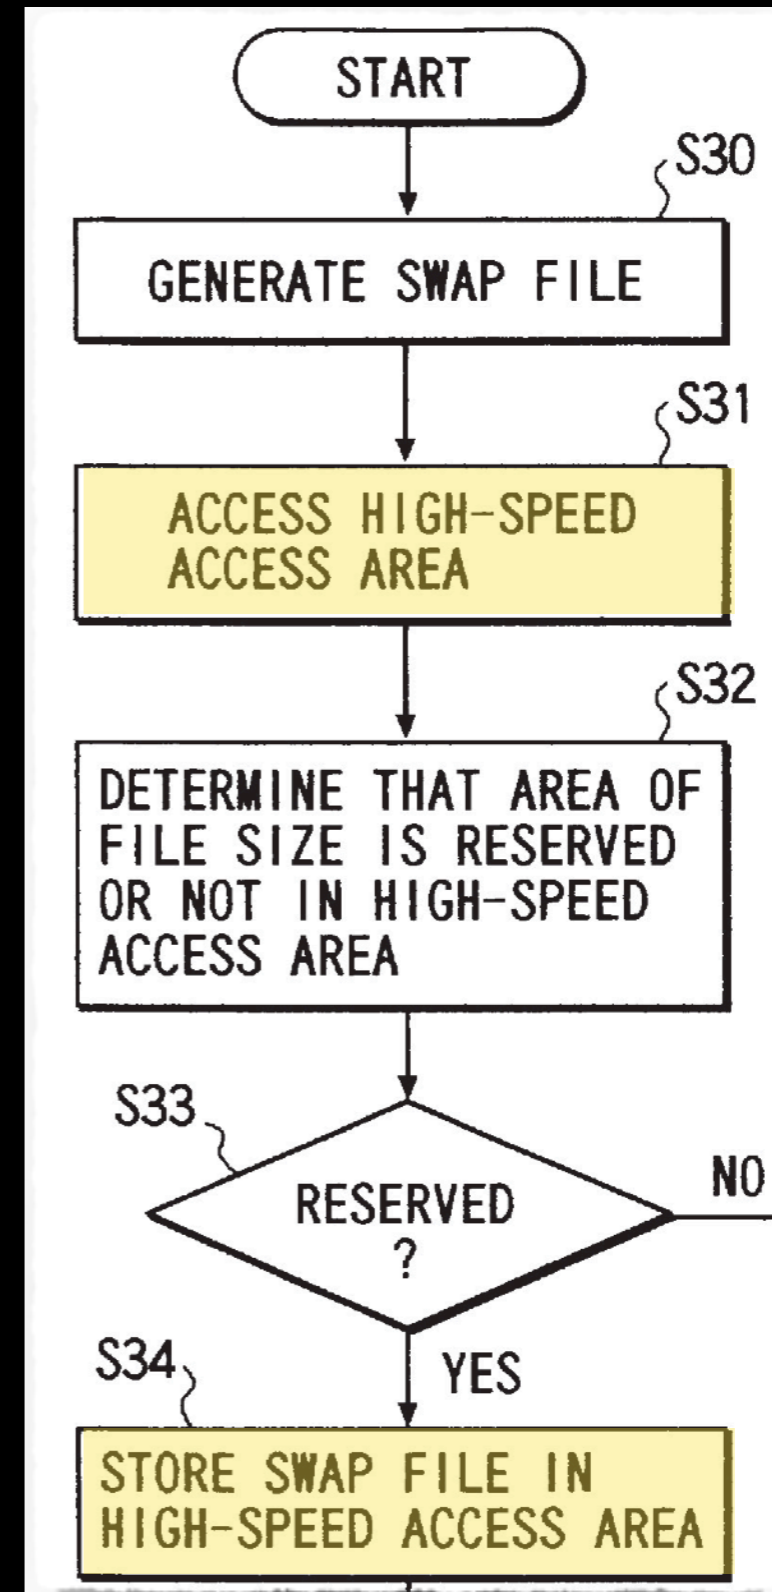 START
S30
GENERATE SWAP FILE
S31
ACCESS HIGH-SPEED
ACCESS AREA
S32
DETERMINE THAT AREA OF
FILE SIZE IS RESERVED
OR NOT IN HIGH-SPEED
ACCESS AREA
S33
RESERVED
?
NO
YES
S34
STORE SWAP FILE IN
HIGH-SPEED ACCESS AREA